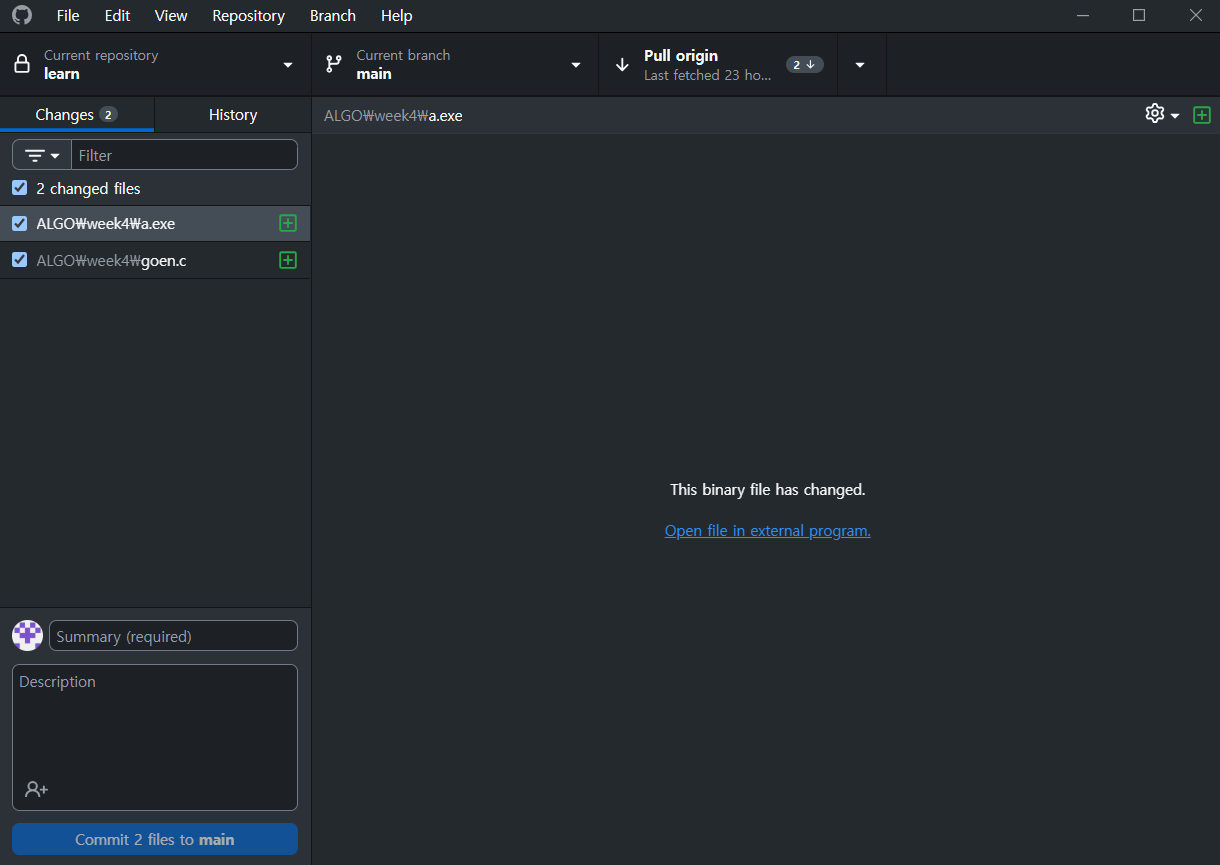 File Edit View Repository Branch Help
Current repository
learn
Current branch
main
Pull origin
Last fetched 23 ho...
2
Changes 2
History
ALGO₩week4₩a.exe
Filter
2 changed files
ALGO₩week4₩a.exe
ALGO₩week4₩goen.c
This binary file has changed.
Open file in external program.
Summary (required)
Description
Commit 2 files to main